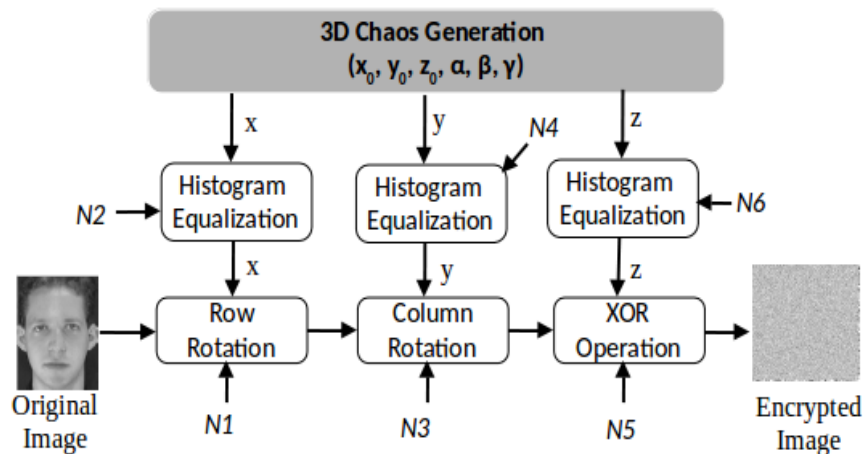 3D Chaos Generation
(x₀, y₀, z₀, α, β, γ)
x
y
z
N4
Histogram
Equalization
Histogram
Equalization
Histogram
Equalization
N2
N6
x
y
z
Row
Rotation
Column
Rotation
XOR
Operation
Original
Image
N1
N3
N5
Encrypted
Image